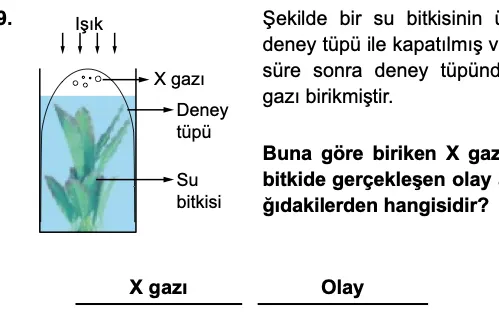 9.
Işık
X gazı
Deney
tüpü
Su
bitkisi
Şekilde bir su bitkisinin
deney tüpü ile kapatılmış
süre sonra deney tüpünd
gazı birikmiştir.
Buna göre biriken X gaz
bitkide gerçekleşen olay
ğıdakilerden hangisidir?
X gazı Olay